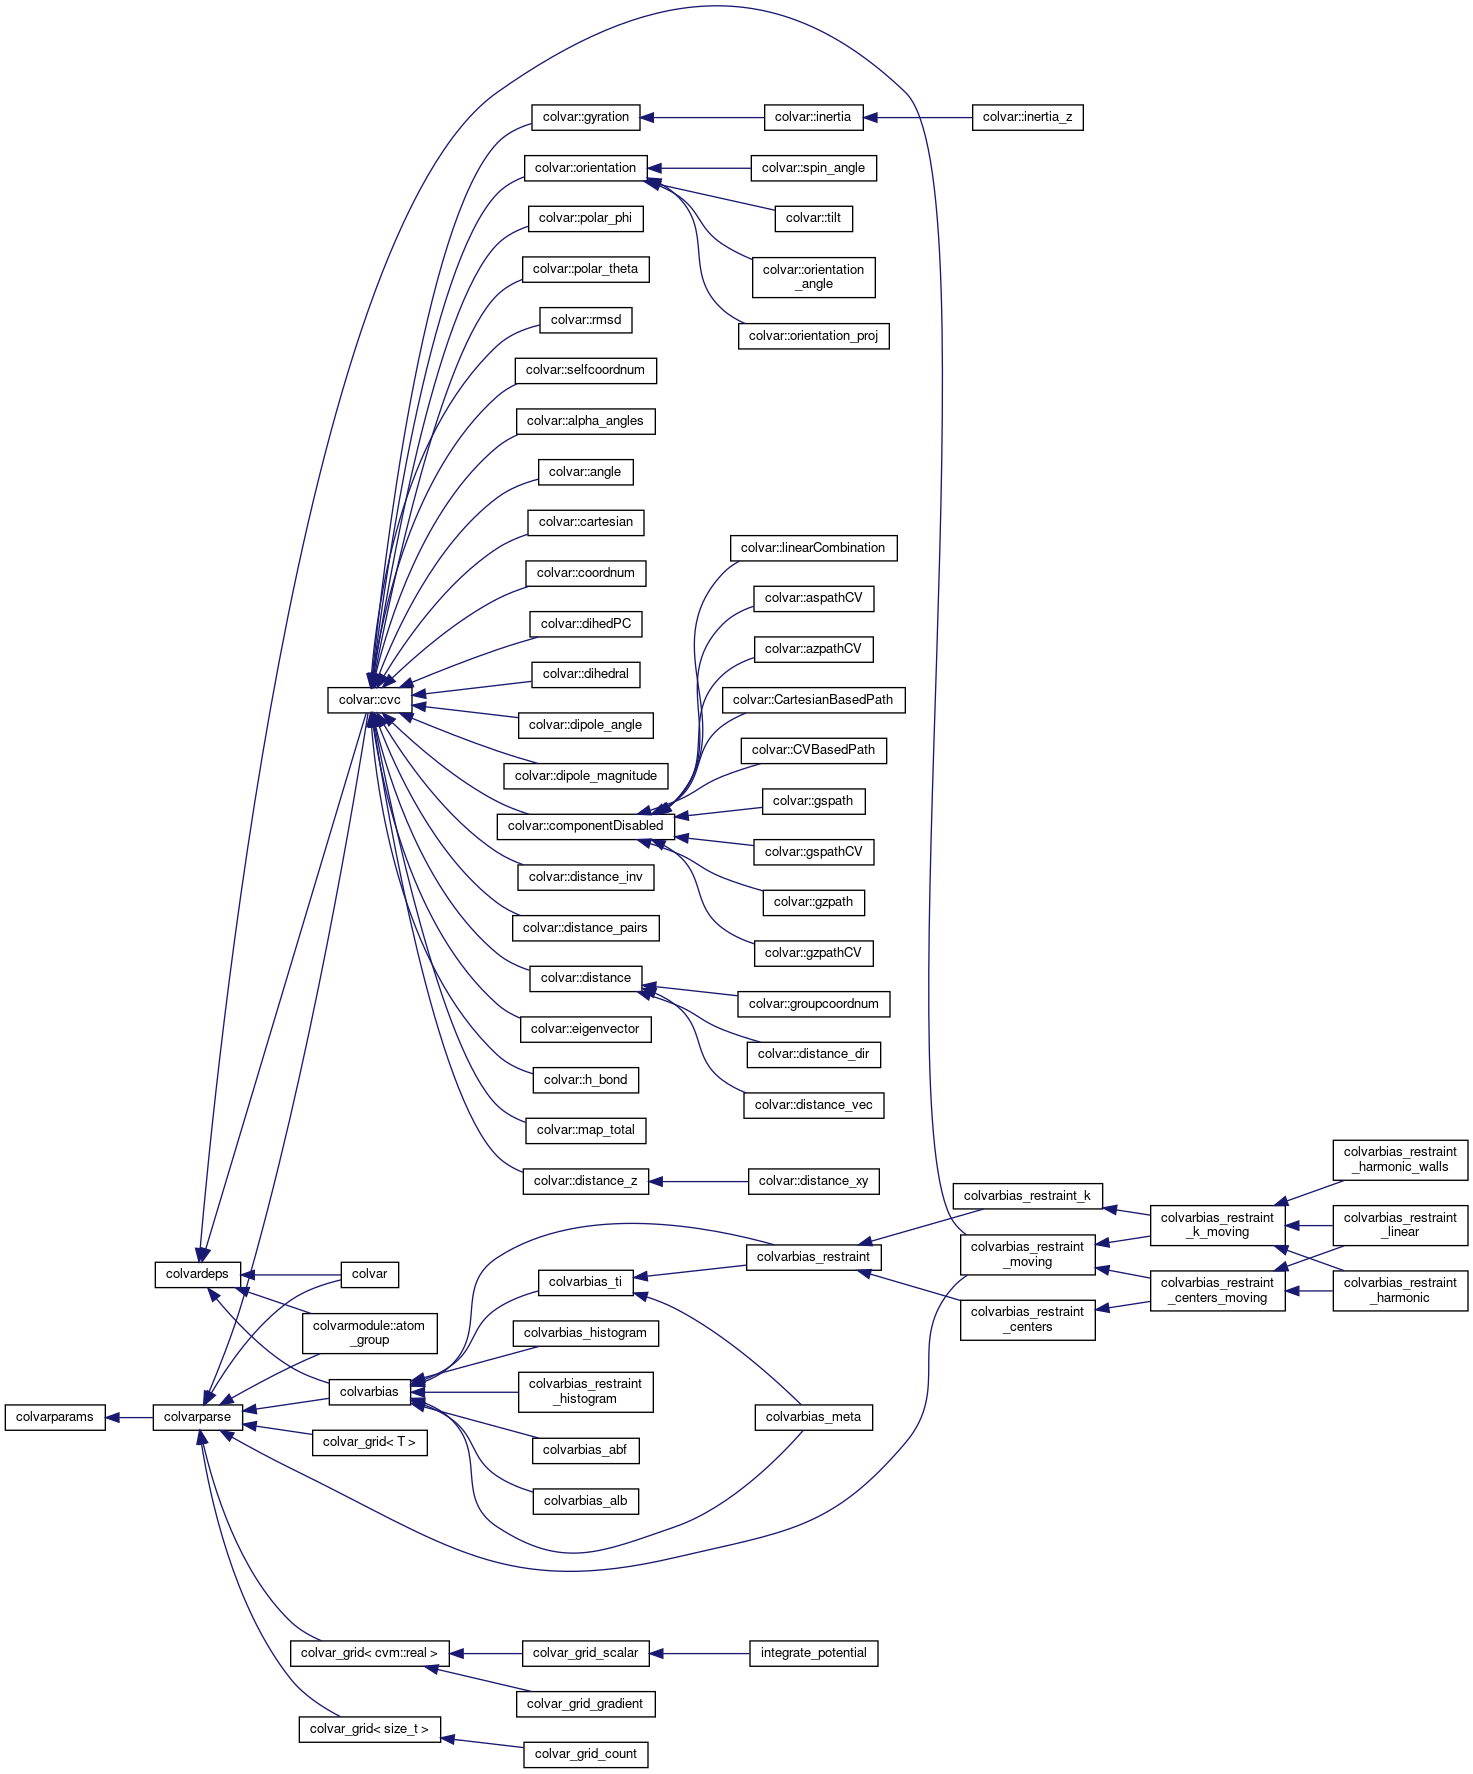 colvar::gyration
colvar::inertia
colvar::inertia_z
colvar::orientation
colvar::spin_angle
colvar::polar_phi
colvar::tilt
colvar::polar_theta
colvar::orientation
_angle
colvar::rmsd
colvar::orientation_proj
colvar::selfcoordnum
colvar::alpha_angles
colvar::angle
colvar::cartesian
colvar::linearCombination
colvar::coordnum
colvar::aspathCV
colvar::dihedPC
colvar::azpathCV
colvar::dihedral
colvar::cvc
colvar::CartesianBasedPath
colvar::dipole_angle
colvar::CVBasedPath
colvar::dipole_magnitude
colvar::gspath
colvar::componentDisabled
colvar::gspathCV
colvar::distance_inv
colvar::gzpath
colvar::distance_pairs
colvar::gzpathCV
colvar::distance
colvar::groupcoordnum
colvar::eigenvector
colvar::distance_dir
colvar::h_bond
colvar::distance_vec
colvar::map_total
colvarbias_restraint
_harmonic_walls
colvar::distance_z
colvar::distance_xy
colvarbias_restraint_k
colvarbias_restraint
_k_moving
colvarbias_restraint
_linear
colvarbias_restraint
colvarbias_restraint
_moving
colvardeps
colvar
colvarbias_ti
colvarbias_restraint
_centers_moving
colvarbias_restraint
_harmonic
colvarmodule::atom
_group
colvarbias_restraint
_centers
colvarbias_histogram
colvarbias
colvarbias_restraint
_histogram
colvarparams
colvarparse
colvarbias_meta
colvar_grid< T >
colvarbias_abf
colvarbias_alb
colvar_grid< cvm::real >
colvar_grid_scalar
integrate_potential
colvar_grid_gradient
colvar_grid< size_t >
colvar_grid_count